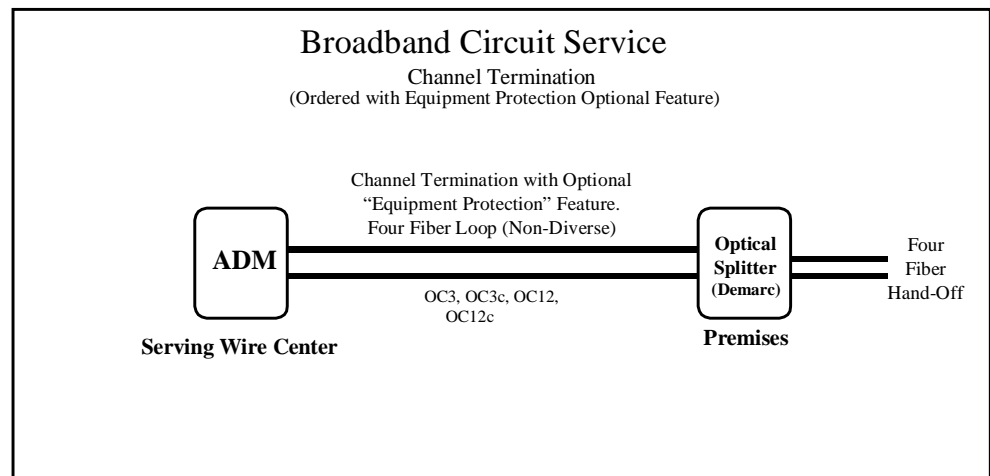 Broadband Circuit Service
Channel Termination
(Ordered with Equipment Protection Optional Feature)
Channel Termination with Optional
“Equipment Protection” Feature.
Four Fiber Loop (Non-Diverse)
ADM
Optical
Splitter
(Demarc)
Four
Fiber
Hand-Off
OC3, OC3c, OC12,
OC12c
Serving Wire Center
Premises